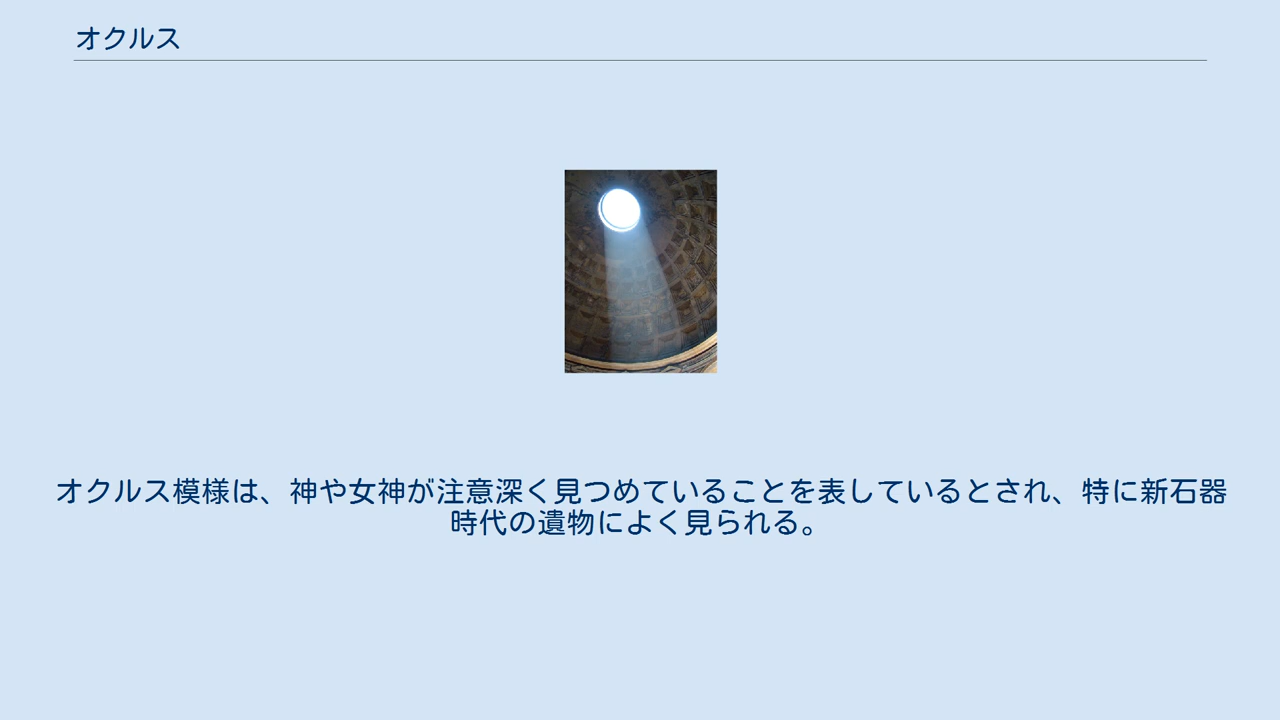 オクルス
オクルス模様は、神や女神が注意深く見つめていることを表しているとされ、特に新石器
時代の遺物によく見られる。